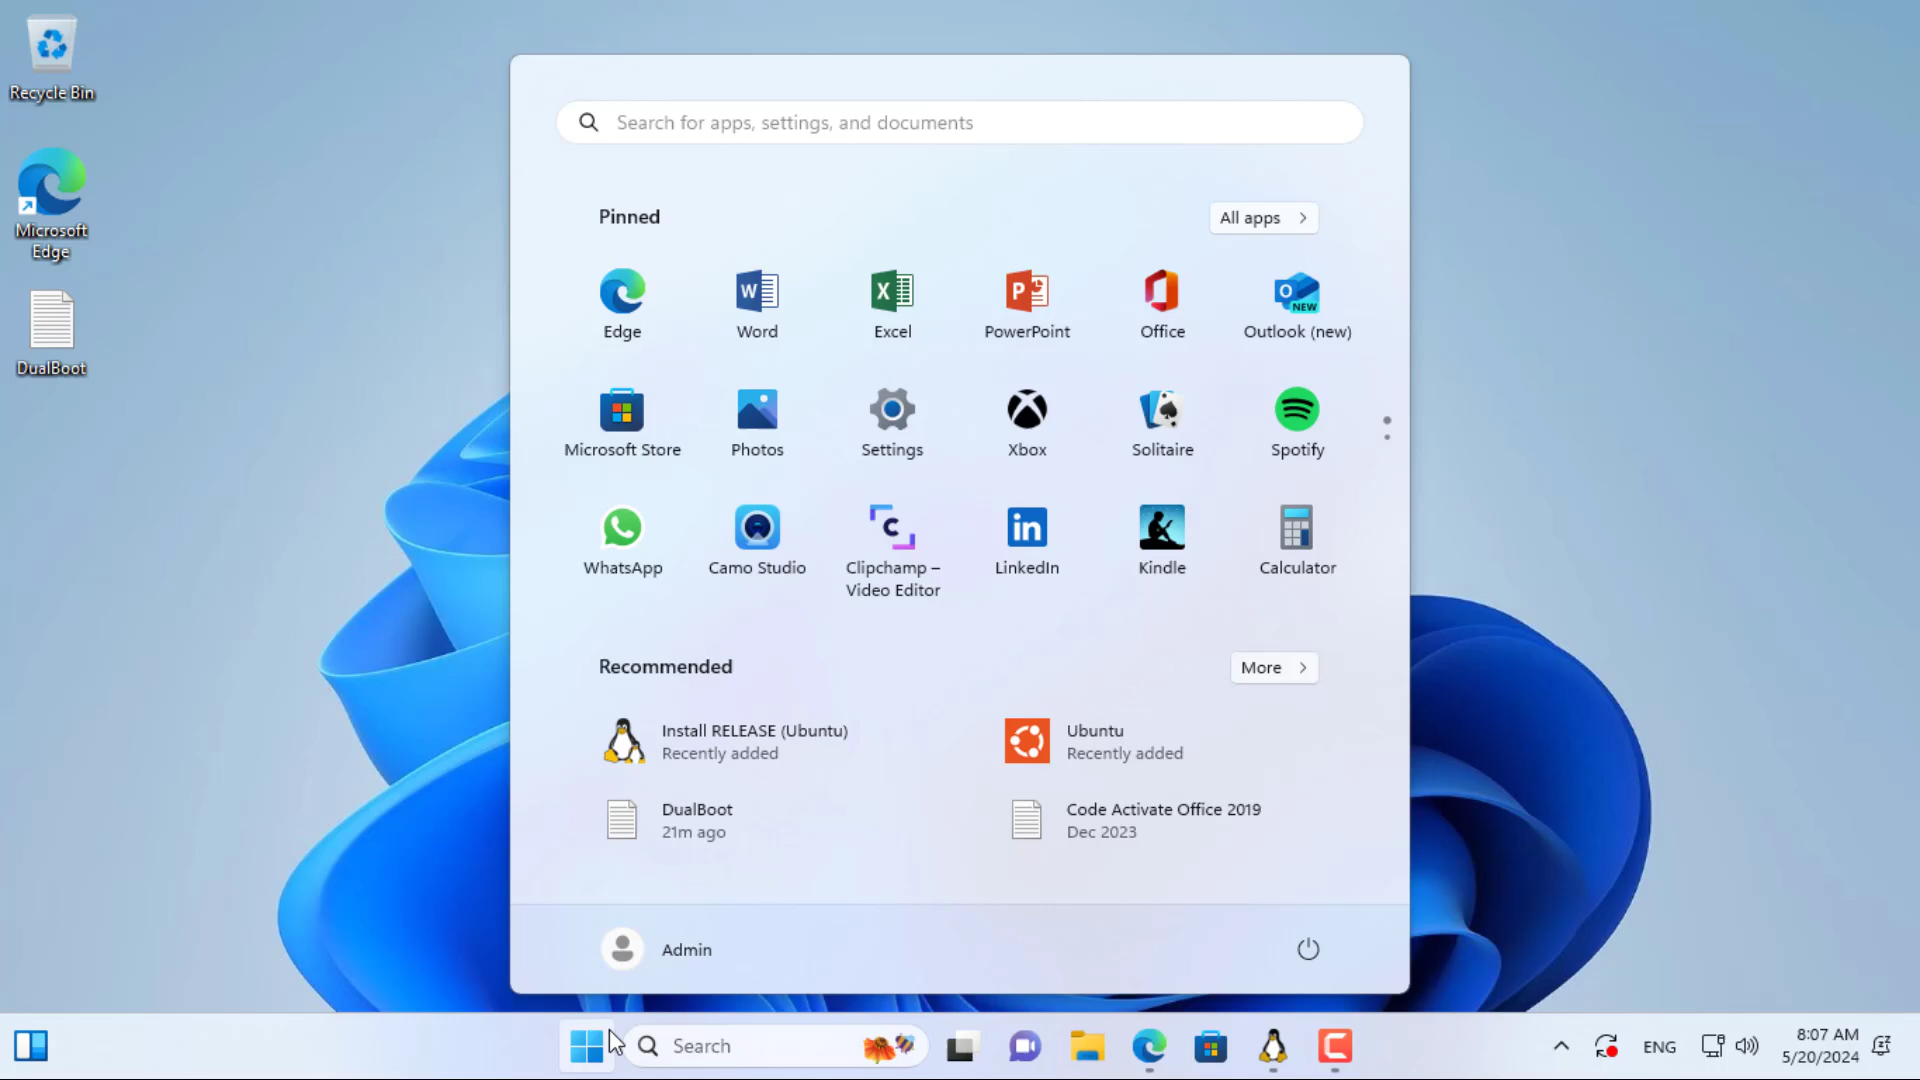 Recycle Bin
Microsoft
Edge
DualBoot
Search for apps, settings, and documents
Pinned
All apps
Edge
Word
Excel
PowerPoint
Office
NEW
Outlook (new)
Microsoft Store
Photos
Settings
Xbox
Solitaire
Spotify
WhatsApp
Camo Studio
Clipchamp –
Video Editor
LinkedIn
Kindle
Calculator
Recommended
More
Install RELEASE (Ubuntu)
Recently added
Ubuntu
Recently added
DualBoot
21m ago
Code Activate Office 2019
Dec 2023
Admin
Search
ENG
8:07 AM
5/20/2024